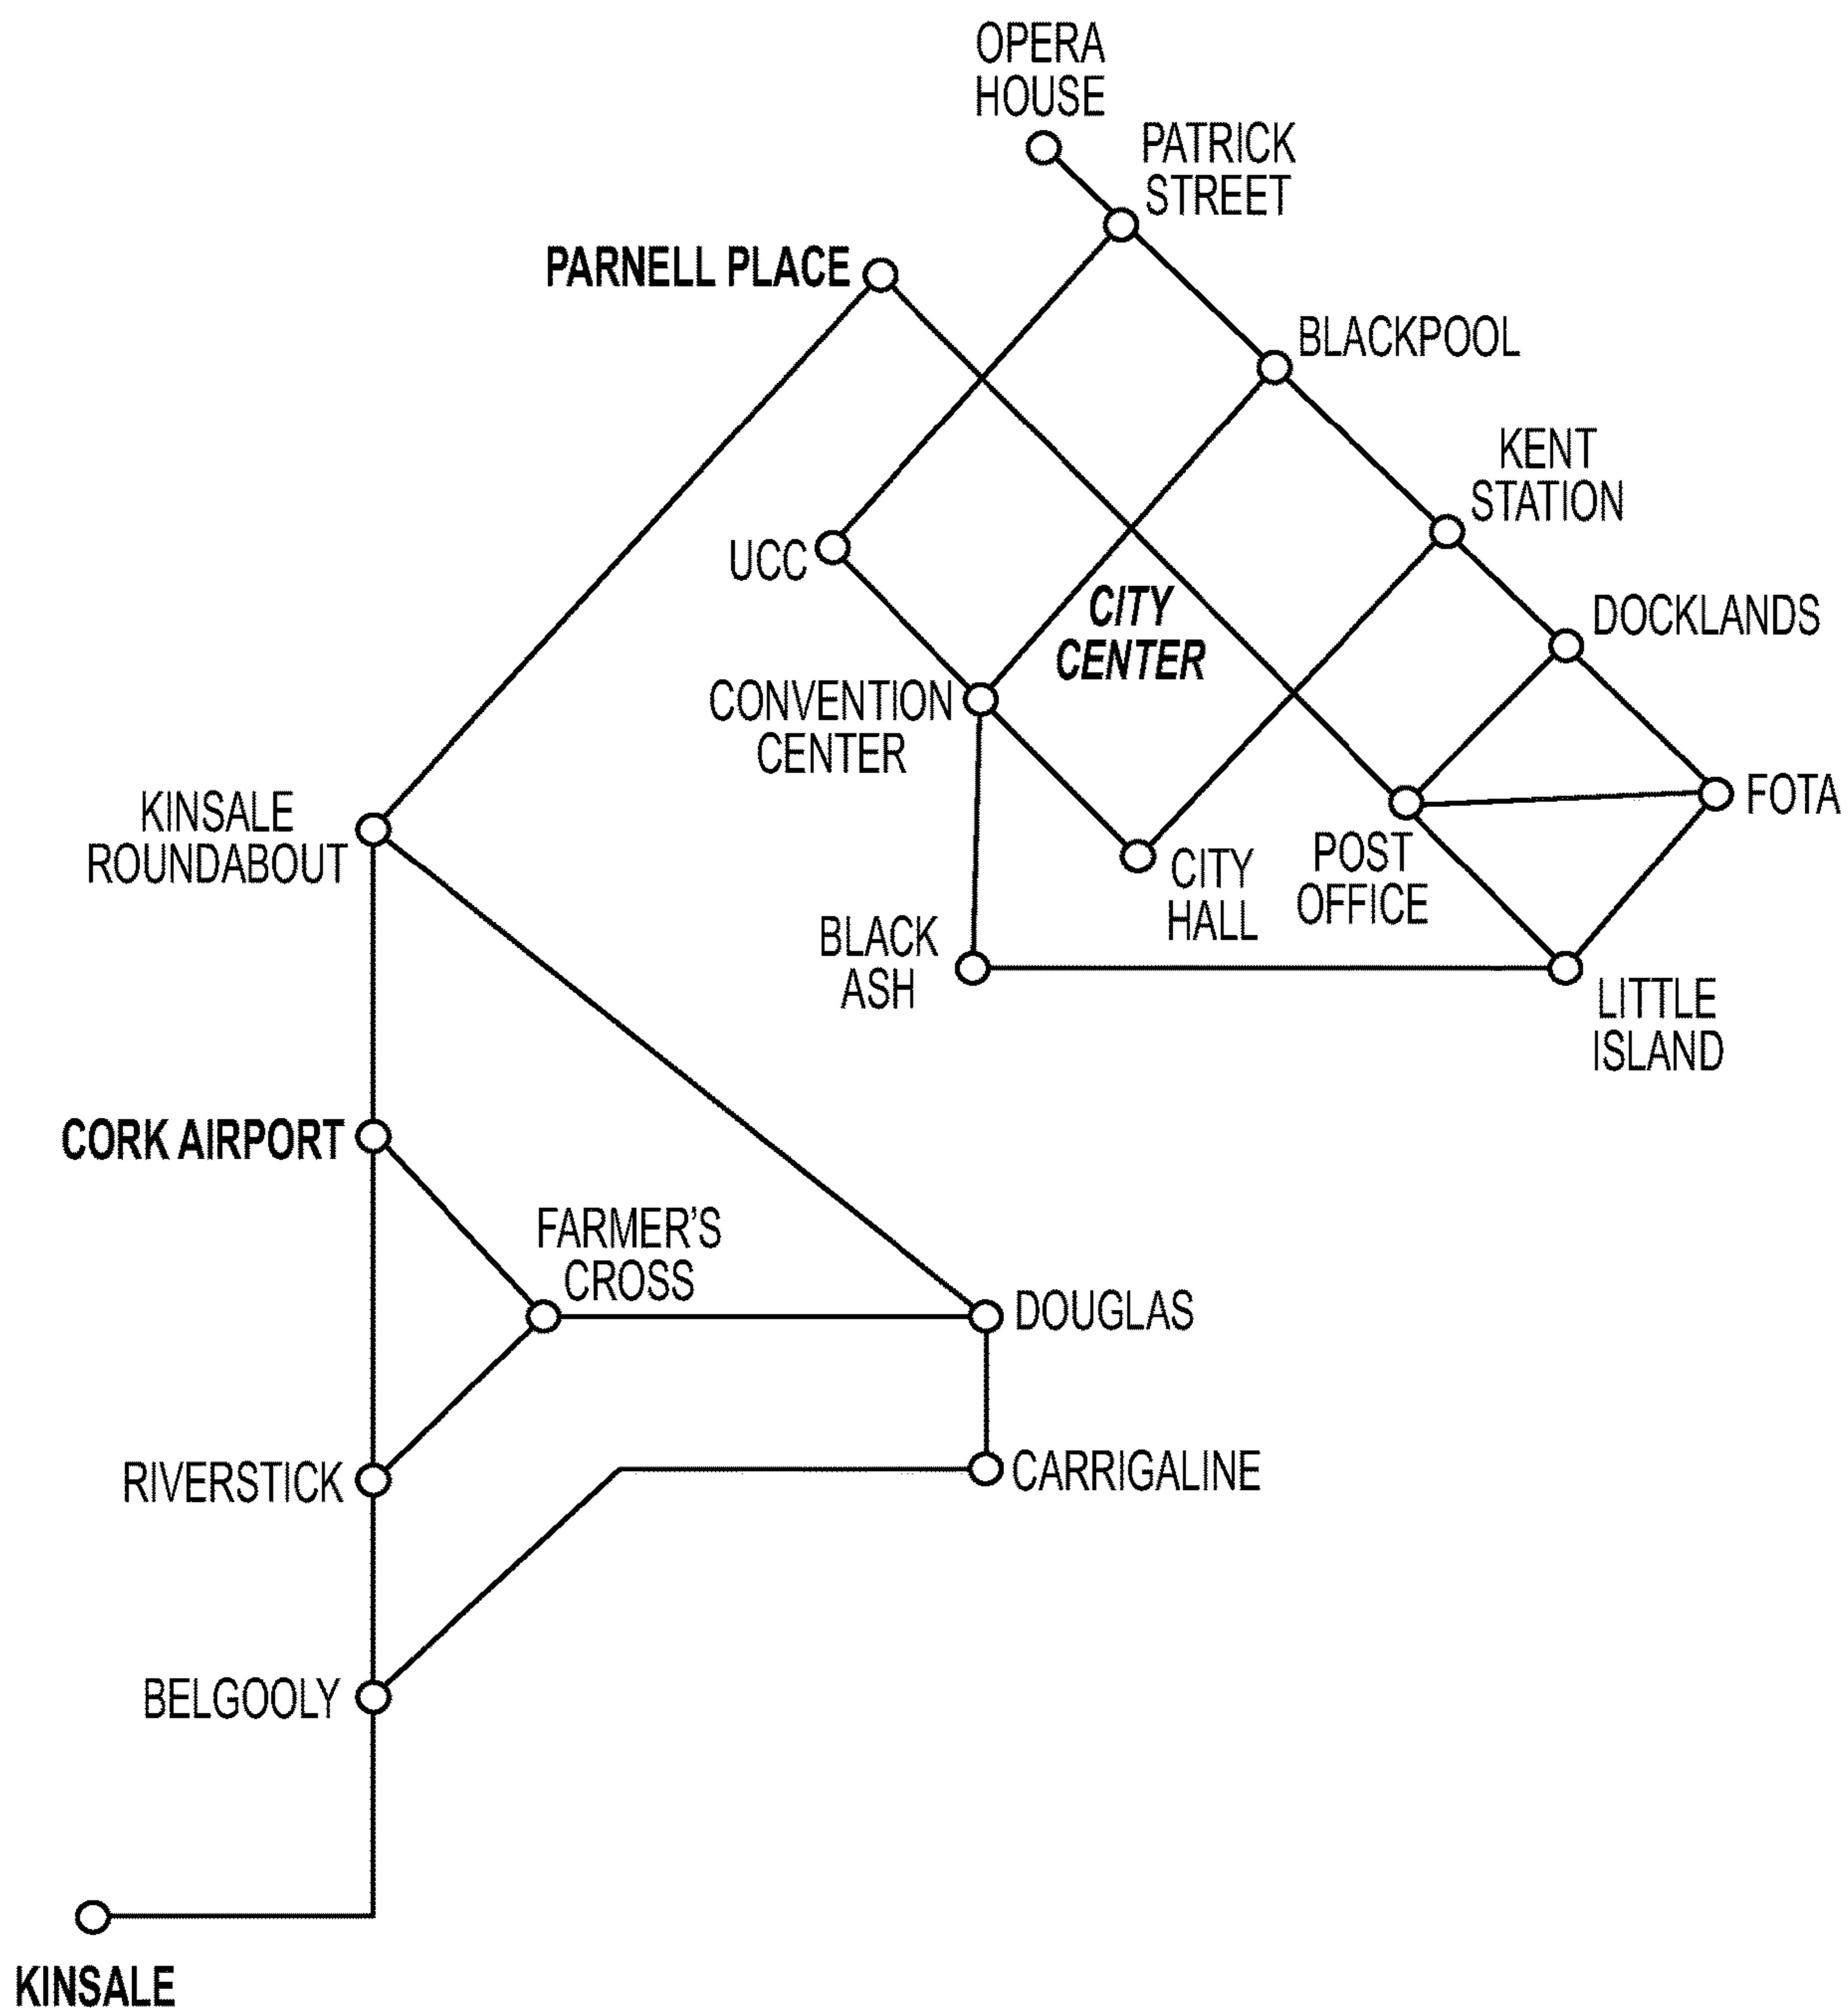 OPERA
HOUSE
PATRICK
STREET
PARNELL PLACE
BLACKPOOL
KENT
STATION
UCC
CITY
CENTER
DOCKLANDS
CONVENTION
CENTER
FOTA
KINSALE
ROUNDABOUT
POST
OFFICE
CITY
HALL
BLACK
ASH
LITTLE
ISLAND
CORK AIRPORT
FARMER'S
CROSS
DOUGLAS
CARRIGALINE
RIVERSTICK
BELGOOLY
KINSALE